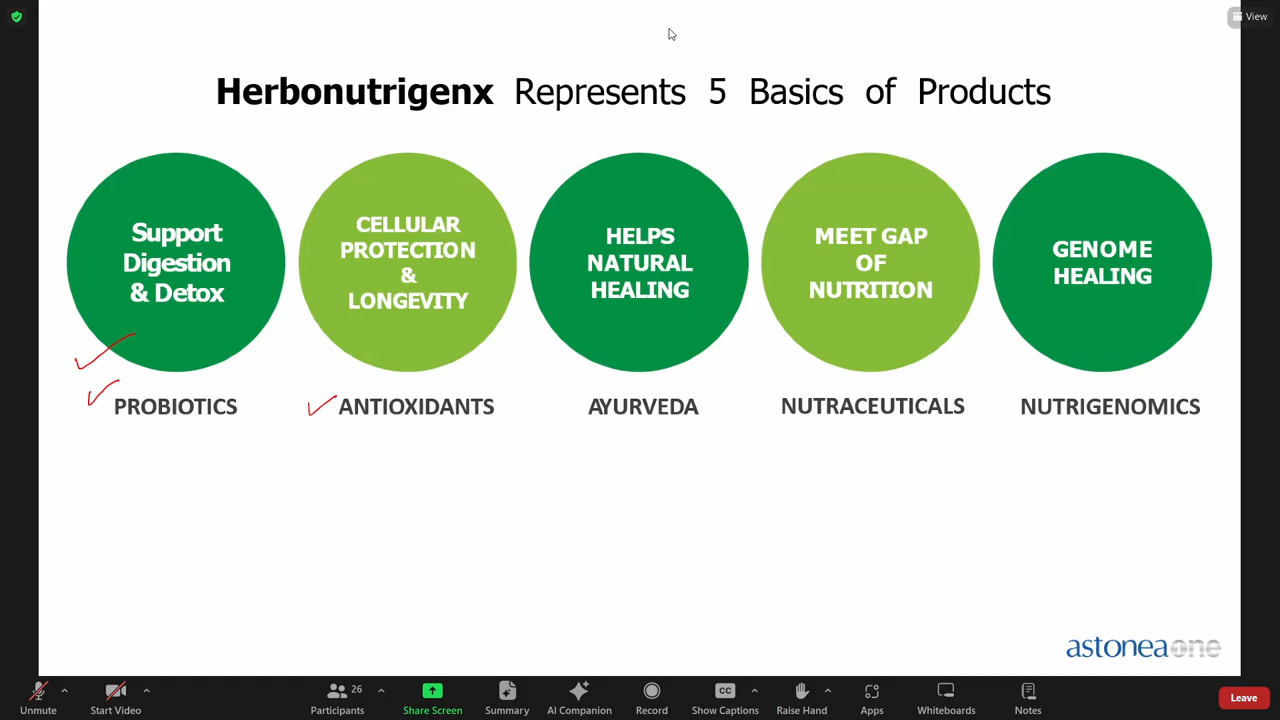 View
Herbonutrigenx Represents 5 Basics of Products
Support
Digestion
& Detox
CELLULAR
PROTECTION
&
LONGEVITY
HELPS
NATURAL
HEALING
MEET GAP
OF
NUTRITION
GENOME
HEALING
PROBIOTICS
ANTIOXIDANTS
AYURVEDA
NUTRACEUTICALS
NUTRIGENOMICS
astoneaone
26
CC
Unmute
Start Video
Participants
Share Screen
Summary
AI Companion
Record
Show Captions
Raise Hand
Apps
Whiteboards
Notes
Leave